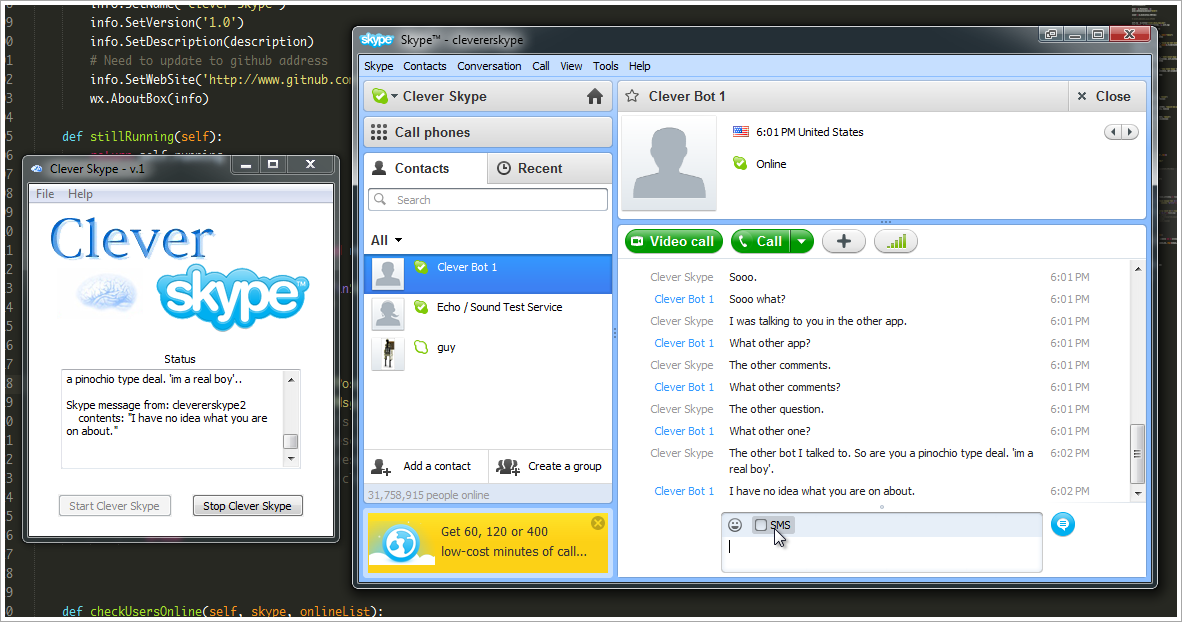 info.SetName('Clever Skype')
info.SetVersion('1.0')
info.SetDescription(description)
# Need to update to github address
info.SetWebSite('http://www.gitnub.com
wx.AboutBox(info)
def stillRunning(self):
return self.running
def checkUsersOnline(self, skype, onlineList):
Clever Skype - v.1
File Help
Clever
skype™
Status
a pinochio type deal. 'im a real boy'..
Skype message from: clevererskype2
contents: "I have no idea what you are
on about."
Start Clever Skype
Stop Clever Skype
skype Skype™ - clevererskype
Skype Contacts Conversation Call View Tools Help
Clever Skype
Call phones
Contacts
Recent
Search
All
Clever Bot 1
Echo / Sound Test Service
guy
Add a contact
Create a group
31,758,915 people online
Get 60, 120 or 400
low-cost minutes of call...
Clever Bot 1
Close
6:01 PM United States
Online
Video call
Call
Clever Skype Sooo. 6:01 PM
Clever Bot 1 Sooo what? 6:01 PM
Clever Skype I was talking to you in the other app. 6:01 PM
Clever Bot 1 What other app? 6:01 PM
Clever Skype The other comments. 6:01 PM
Clever Bot 1 What other comments? 6:01 PM
Clever Skype The other question. 6:01 PM
Clever Bot 1 What other one? 6:01 PM
Clever Skype The other bot I talked to. So are you a pinochio type deal. 'im a 6:02 PM
real boy'.
Clever Bot 1 I have no idea what you are on about. 6:02 PM
SMS